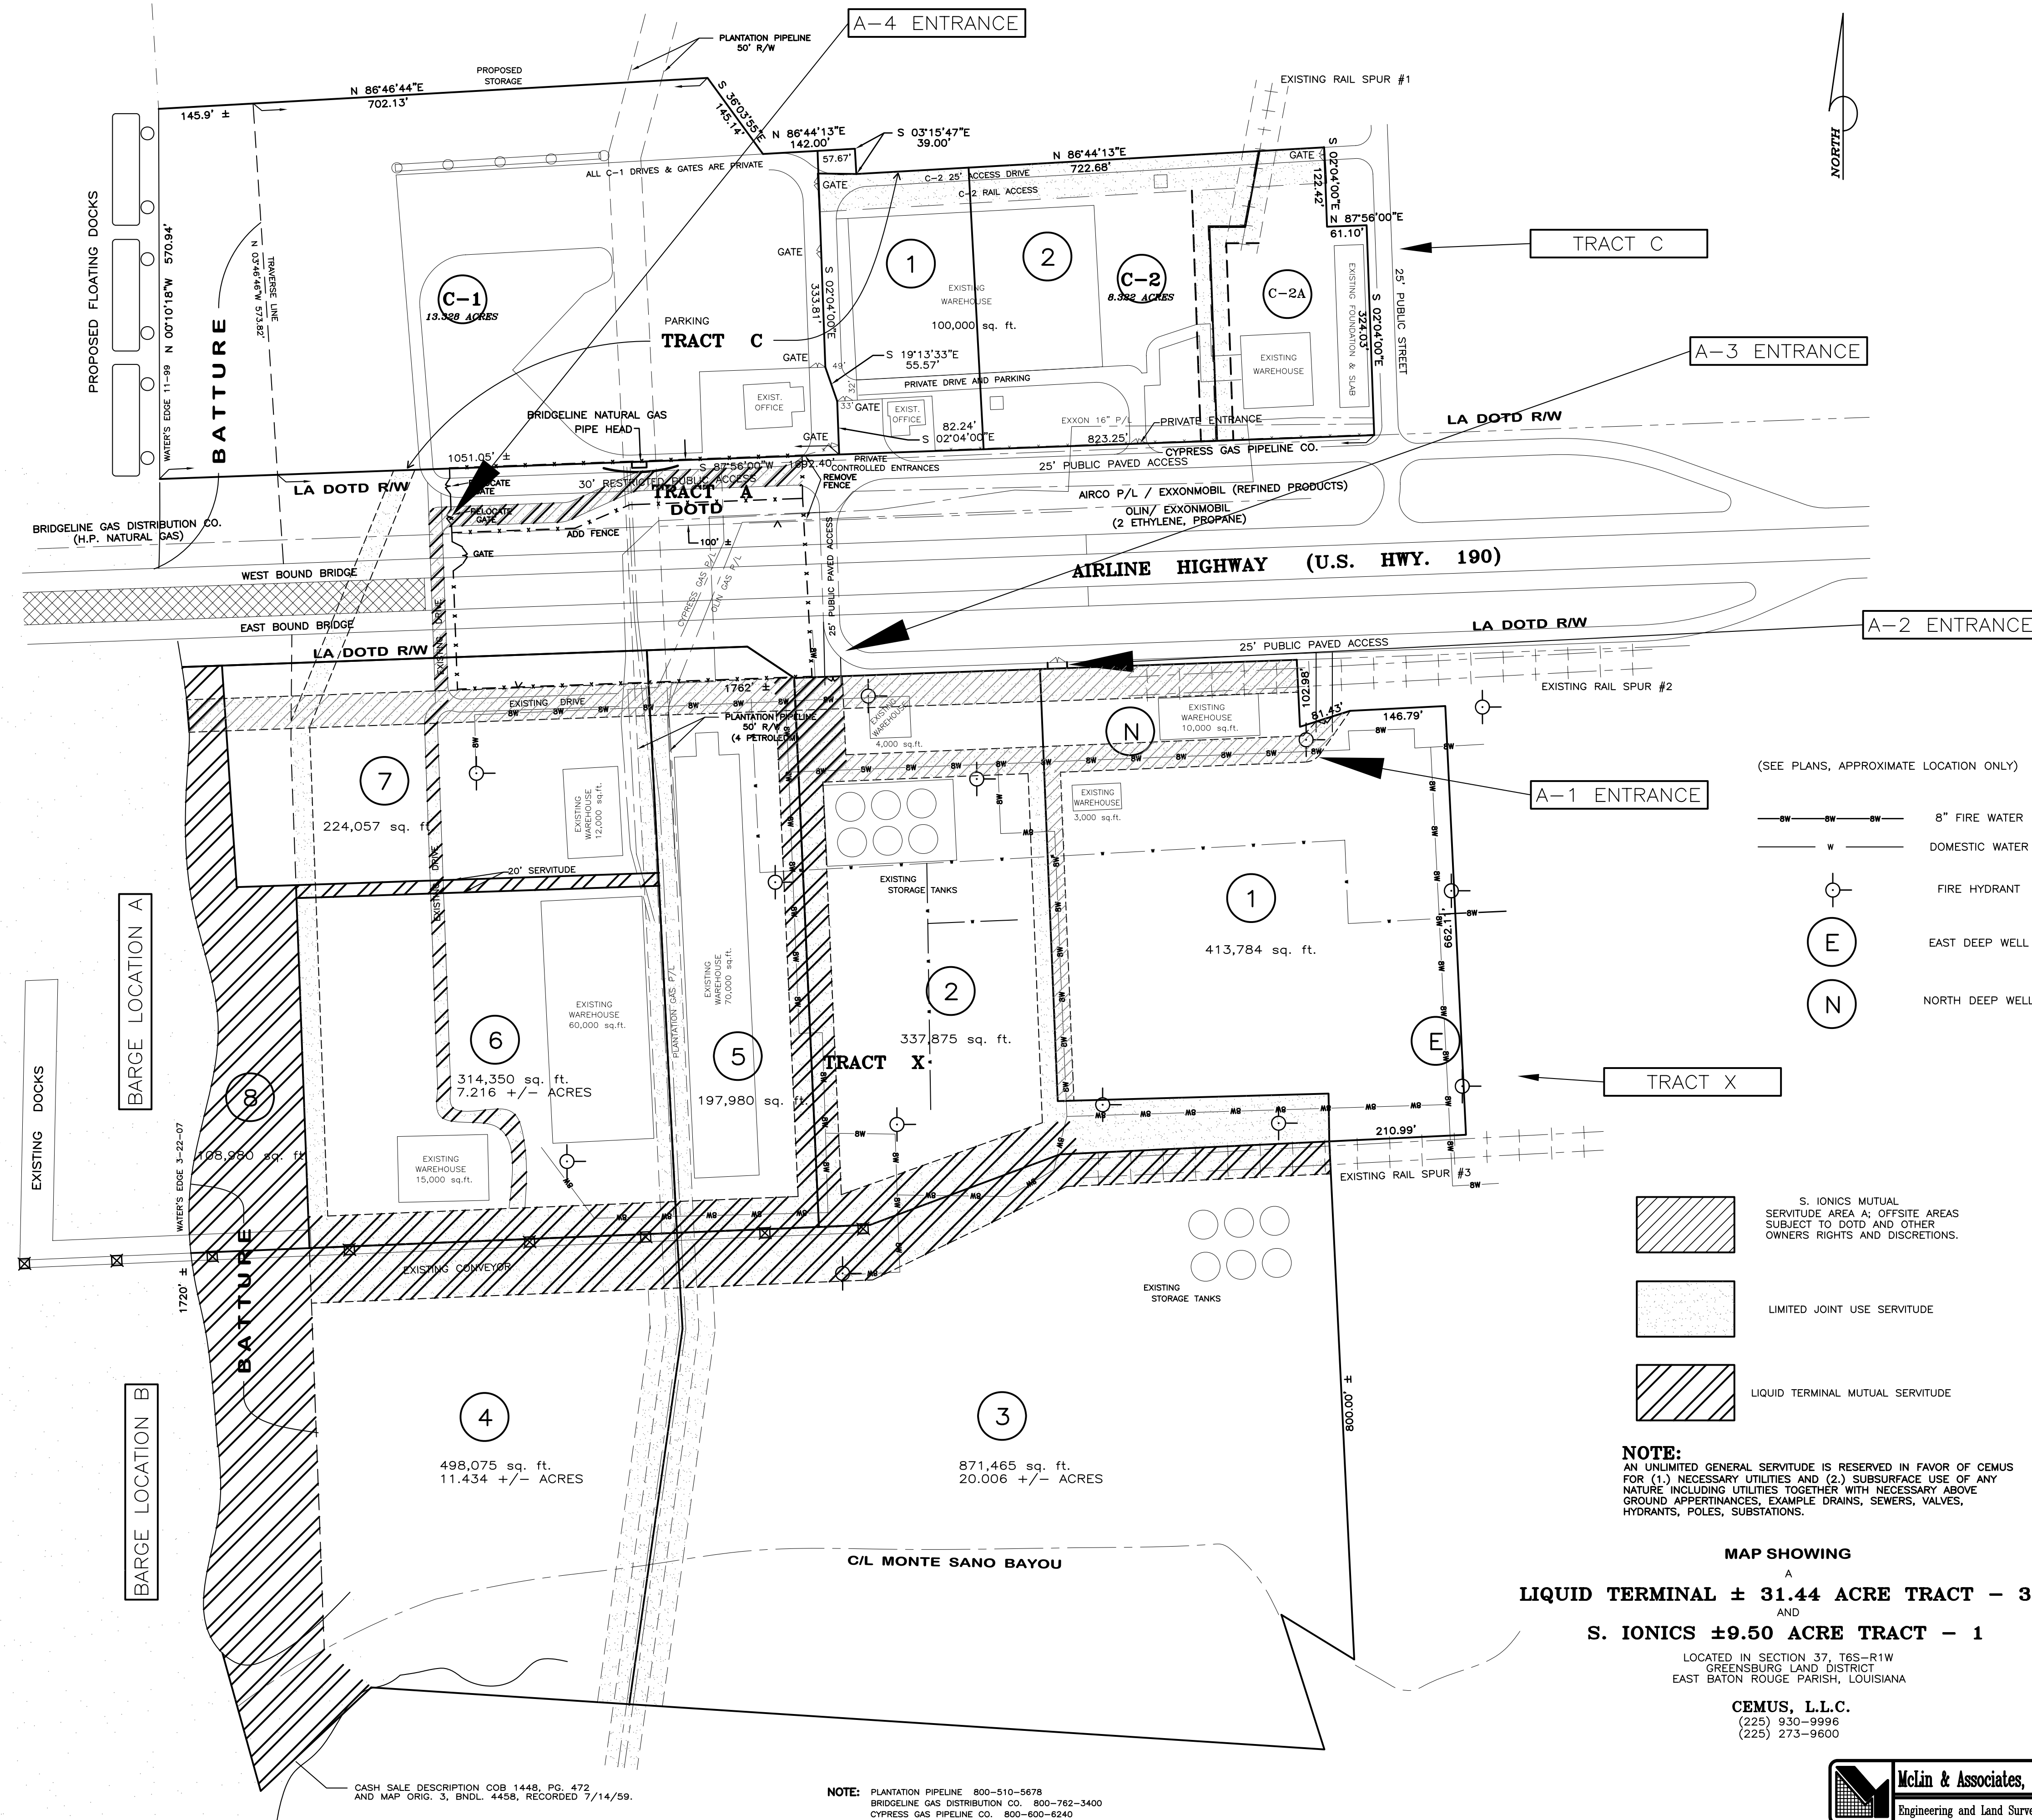 A-4 ENTRANCE
PLANTATION PIPELINE
50' R/W
PROPOSED
STORAGE
N 86°46'44"E
702.13'
145.9' ±
S 36°03'55"E
145.14'
N 86°44'13"E
142.00'
S 03°15'47"E
39.00'
57.67'
EXISTING RAIL SPUR #1
NORTH
N 86°44'13"E
722.68'
GATE
S 02°04'00"E
122.42'
N 87°56'00"E
61.10'
ALL C-1 DRIVES & GATES ARE PRIVATE
C-2 25' ACCESS DRIVE
C-2 RAIL ACCESS
GATE
PROPOSED FLOATING DOCKS
WATER'S EDGE 11-99 N 00°10'18"W 570.94'
BATTURE
TRAVERSE LINE
N 03°46'46"W 573.82'
C-1
13.328 ACRES
PARKING
TRACT C
GATE
S 02°04'00"E
333.81'
1
2
EXISTING
WAREHOUSE
100,000 sq. ft.
C-2
8.322 ACRES
C-2A
EXISTING
WAREHOUSE
EXISTING FOUNDATION & SLAB
S 02°04'00"E
324.03'
25' PUBLIC STREET
TRACT C
A-3 ENTRANCE
GATE
49'
S 19°13'33"E
55.57'
32'
PRIVATE DRIVE AND PARKING
EXIST.
OFFICE
33'
GATE
EXIST.
OFFICE
82.24'
S 02°04'00"E
BRIDGELINE NATURAL GAS
PIPE HEAD
GATE
EXXON 16" P/L
PRIVATE ENTRANCE
823.25'
CYPRESS GAS PIPELINE CO.
LA DOTD R/W
1051.05' ±
S 87°56'00"W
1092.40'
PRIVATE
CONTROLLED ENTRANCES
25' PUBLIC PAVED ACCESS
LA DOTD R/W
RELOCATE
GATE
30' RESTRICTED PUBLIC ACCESS
REMOVE
FENCE
TRACT A
DOTD
RELOCATE
GATE
ADD FENCE
100' ±
AIRCO P/L / EXXONMOBIL (REFINED PRODUCTS)
OLIN/ EXXONMOBIL
(2 ETHYLENE, PROPANE)
BRIDGELINE GAS DISTRIBUTION CO.
(H.P. NATURAL GAS)
GATE
CYPRESS GAS P/L
OLIN GAS P/L
25' PUBLIC PAVED ACCESS
AIRLINE HIGHWAY (U.S. HWY. 190)
WEST BOUND BRIDGE
EXISTING DRIVE
EAST BOUND BRIDGE
LA DOTD R/W
LA DOTD R/W
A-2 ENTRANCE
25' PUBLIC PAVED ACCESS
1762' ±
EXISTING DRIVE
PLANTATION PIPELINE
50' R/W
(4 PETROLEUM)
EXISTING
WAREHOUSE
4,000 sq.ft.
N
EXISTING
WAREHOUSE
10,000 sq.ft.
102.98'
81.43'
146.79'
EXISTING RAIL SPUR #2
A-1 ENTRANCE
(SEE PLANS, APPROXIMATE LOCATION ONLY)
8W 8W 8W 8" FIRE WATER
W DOMESTIC WATER
FIRE HYDRANT
E EAST DEEP WELL
N NORTH DEEP WELL
7
224,057 sq. ft
EXISTING
WAREHOUSE
12,000 sq.ft.
EXISTING
WAREHOUSE
3,000 sq.ft.
20' SERVITUDE
EXISTING DRIVE
EXISTING
STORAGE TANKS
1
413,784 sq. ft.
662.11'
E
BARGE LOCATION A
EXISTING DOCKS
EXISTING
WAREHOUSE
60,000 sq.ft.
PLANTATION GAS P/L
EXISTING
WAREHOUSE
70,000 sq.ft.
2
337,875 sq. ft.
TRACT X
6
314,350 sq. ft.
7.216 +/- ACRES
5
197,980 sq. ft.
8
108,980 sq. ft
EXISTING
WAREHOUSE
15,000 sq.ft.
TRACT X
210.99'
EXISTING RAIL SPUR #3
WATER'S EDGE 3-22-07
1720' ±
BATTURE
EXISTING CONVEYOR
EXISTING
STORAGE TANKS
800.00' ±
BARGE LOCATION B
4
498,075 sq. ft.
11.434 +/- ACRES
3
871,465 sq. ft.
20.006 +/- ACRES
C/L MONTE SANO BAYOU
S. IONICS MUTUAL
SERVITUDE AREA A; OFFSITE AREAS
SUBJECT TO DOTD AND OTHER
OWNERS RIGHTS AND DISCRETIONS.
LIMITED JOINT USE SERVITUDE
LIQUID TERMINAL MUTUAL SERVITUDE
NOTE:
AN UNLIMITED GENERAL SERVITUDE IS RESERVED IN FAVOR OF CEMUS
FOR (1.) NECESSARY UTILITIES AND (2.) SUBSURFACE USE OF ANY
NATURE INCLUDING UTILITIES TOGETHER WITH NECESSARY ABOVE
GROUND APPERTINANCES, EXAMPLE DRAINS, SEWERS, VALVES,
HYDRANTS, POLES, SUBSTATIONS.
MAP SHOWING
A
LIQUID TERMINAL ± 31.44 ACRE TRACT - 3
AND
S. IONICS ±9.50 ACRE TRACT - 1
LOCATED IN SECTION 37, T6S-R1W
GREENSBURG LAND DISTRICT
EAST BATON ROUGE PARISH, LOUISIANA
CEMUS, L.L.C.
(225) 930-9996
(225) 273-9600
McLin & Associates,
Engineering and Land Surve
CASH SALE DESCRIPTION COB 1448, PG. 472
AND MAP ORIG. 3, BNDL. 4458, RECORDED 7/14/59.
NOTE: PLANTATION PIPELINE 800-510-5678
BRIDGELINE GAS DISTRIBUTION CO. 800-762-3400
CYPRESS GAS PIPELINE CO. 800-600-6240